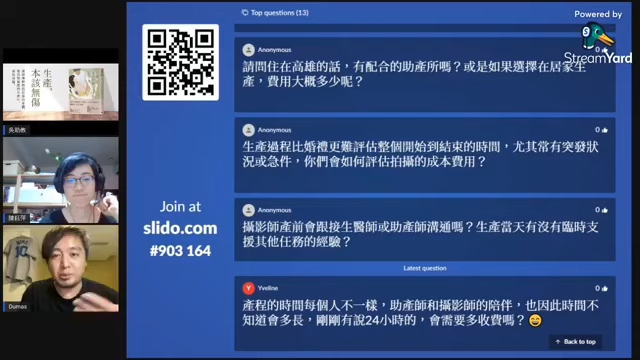 Top questions (13)
Powered by
StreamYard
Anonymous
0
請問住在高雄的話，有配合的助產所嗎？或是如果選擇在居家生
產，費用大概多少呢？
Anonymous
0
生產過程比婚禮更難評估整個開始到結束的時間，尤其常有突發狀
況或急件，你們會如何評估拍攝的成本費用？
Anonymous
0
攝影師產前會跟接生醫師或助產師溝通嗎？生產當天有沒有臨時支
援其他任務的經驗？
Latest question
Y
Yveline
0
產程的時間每個人不一樣，助產師和攝影師的陪伴，也因此時間不
知道會多長，剛剛有說24小時的，會需要多收費嗎？😄
Back to top
Join at
slido.com
#903 164
生產，
本該無傷
吳助教
陳鈺萍
Dumas